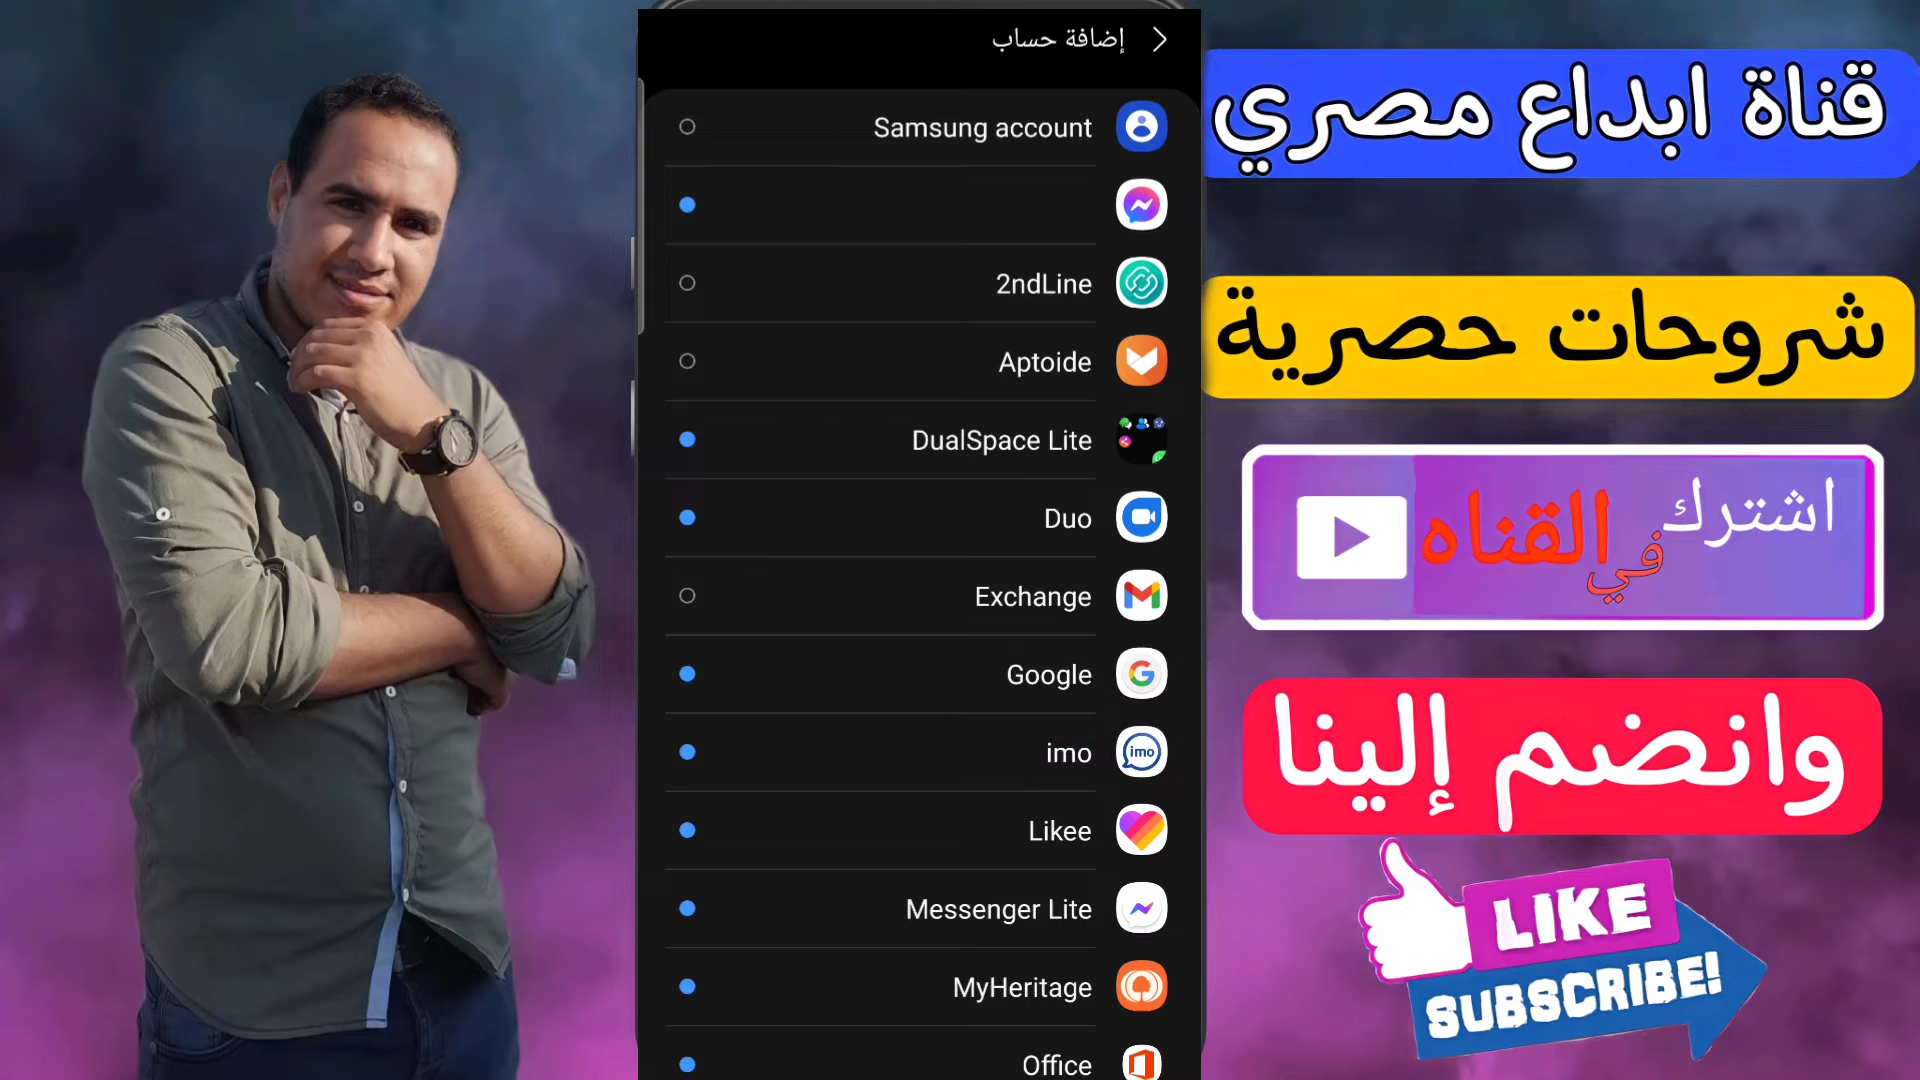 إضافة حساب
Samsung account
2ndLine
Aptoide
DualSpace Lite
Duo
Exchange
Google
imo
imo
Likee
Messenger Lite
MyHeritage
Office
قناة ابداع مصري
شروحات حصرية
اشترك في القناه
وانضم إلينا
LIKE
SUBSCRIBE!